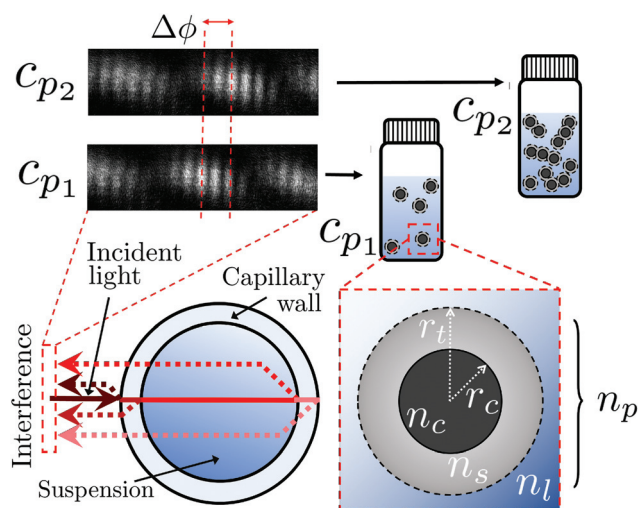 Δϕ
c_{p_2}
c_{p_2}
c_{p_1}
c_{p_1}
Incident
light
Capillary
wall
Interference
Suspension
r_t
r_c
n_c
n_s
n_l
n_p